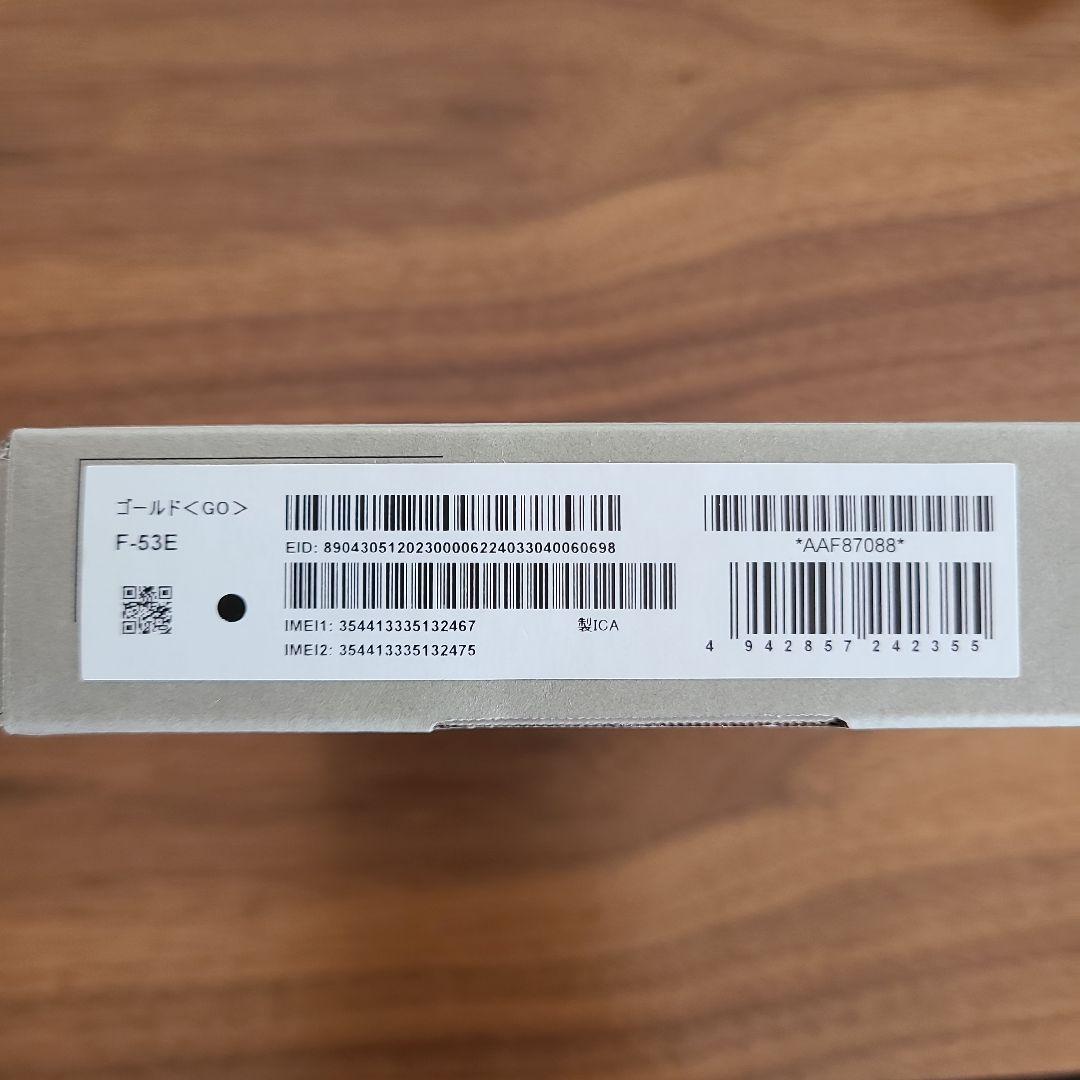 ゴールド<GO>
F-53E
EID: 89043051202300006224033040060698
IMEI1: 354413335132467
製ICA
IMEI2: 354413335132475
*AAF87088*
4 942857 242355